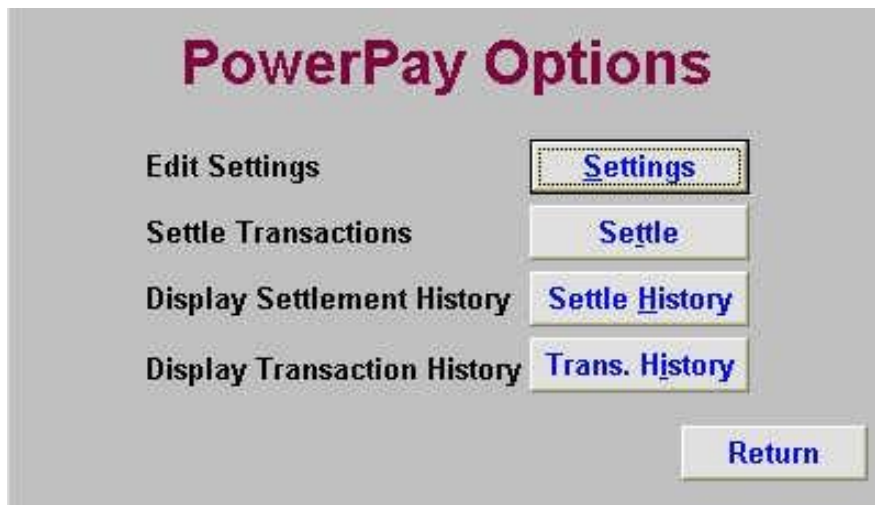 PowerPay Options
Edit Settings Settings
Settle Transactions Settle
Display Settlement History Settle History
Display Transaction History Trans. History
Return